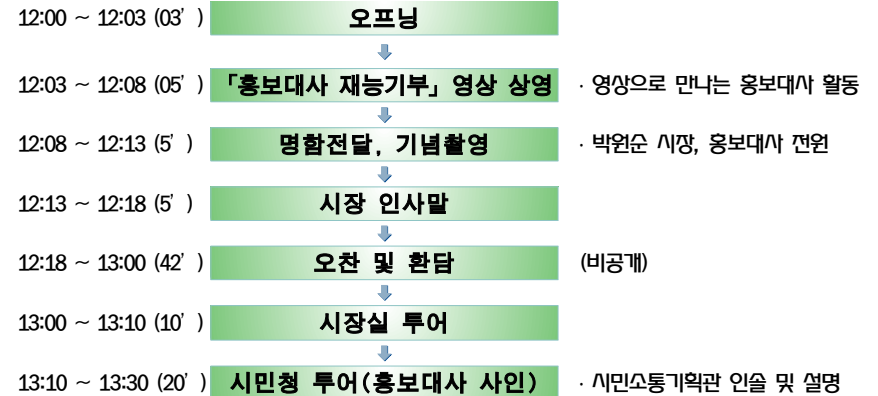 12:00 ~ 12:03 (03’ ) 오프닝
12:03 ~ 12:08 (05’ ) 「홍보대사 재능기부」 영상 상영 · 영상으로 만나는 홍보대사 활동
12:08 ~ 12:13 (5’ ) 명함전달, 기념촬영 · 박원순 시장, 홍보대사 전원
12:13 ~ 12:18 (5’ ) 시장 인사말
12:18 ~ 13:00 (42’ ) 오찬 및 환담 (비공개)
13:00 ~ 13:10 (10’ ) 시장실 투어
13:10 ~ 13:30 (20’ ) 시민청 투어(홍보대사 사인) · 시민소통기획관 인솔 및 설명